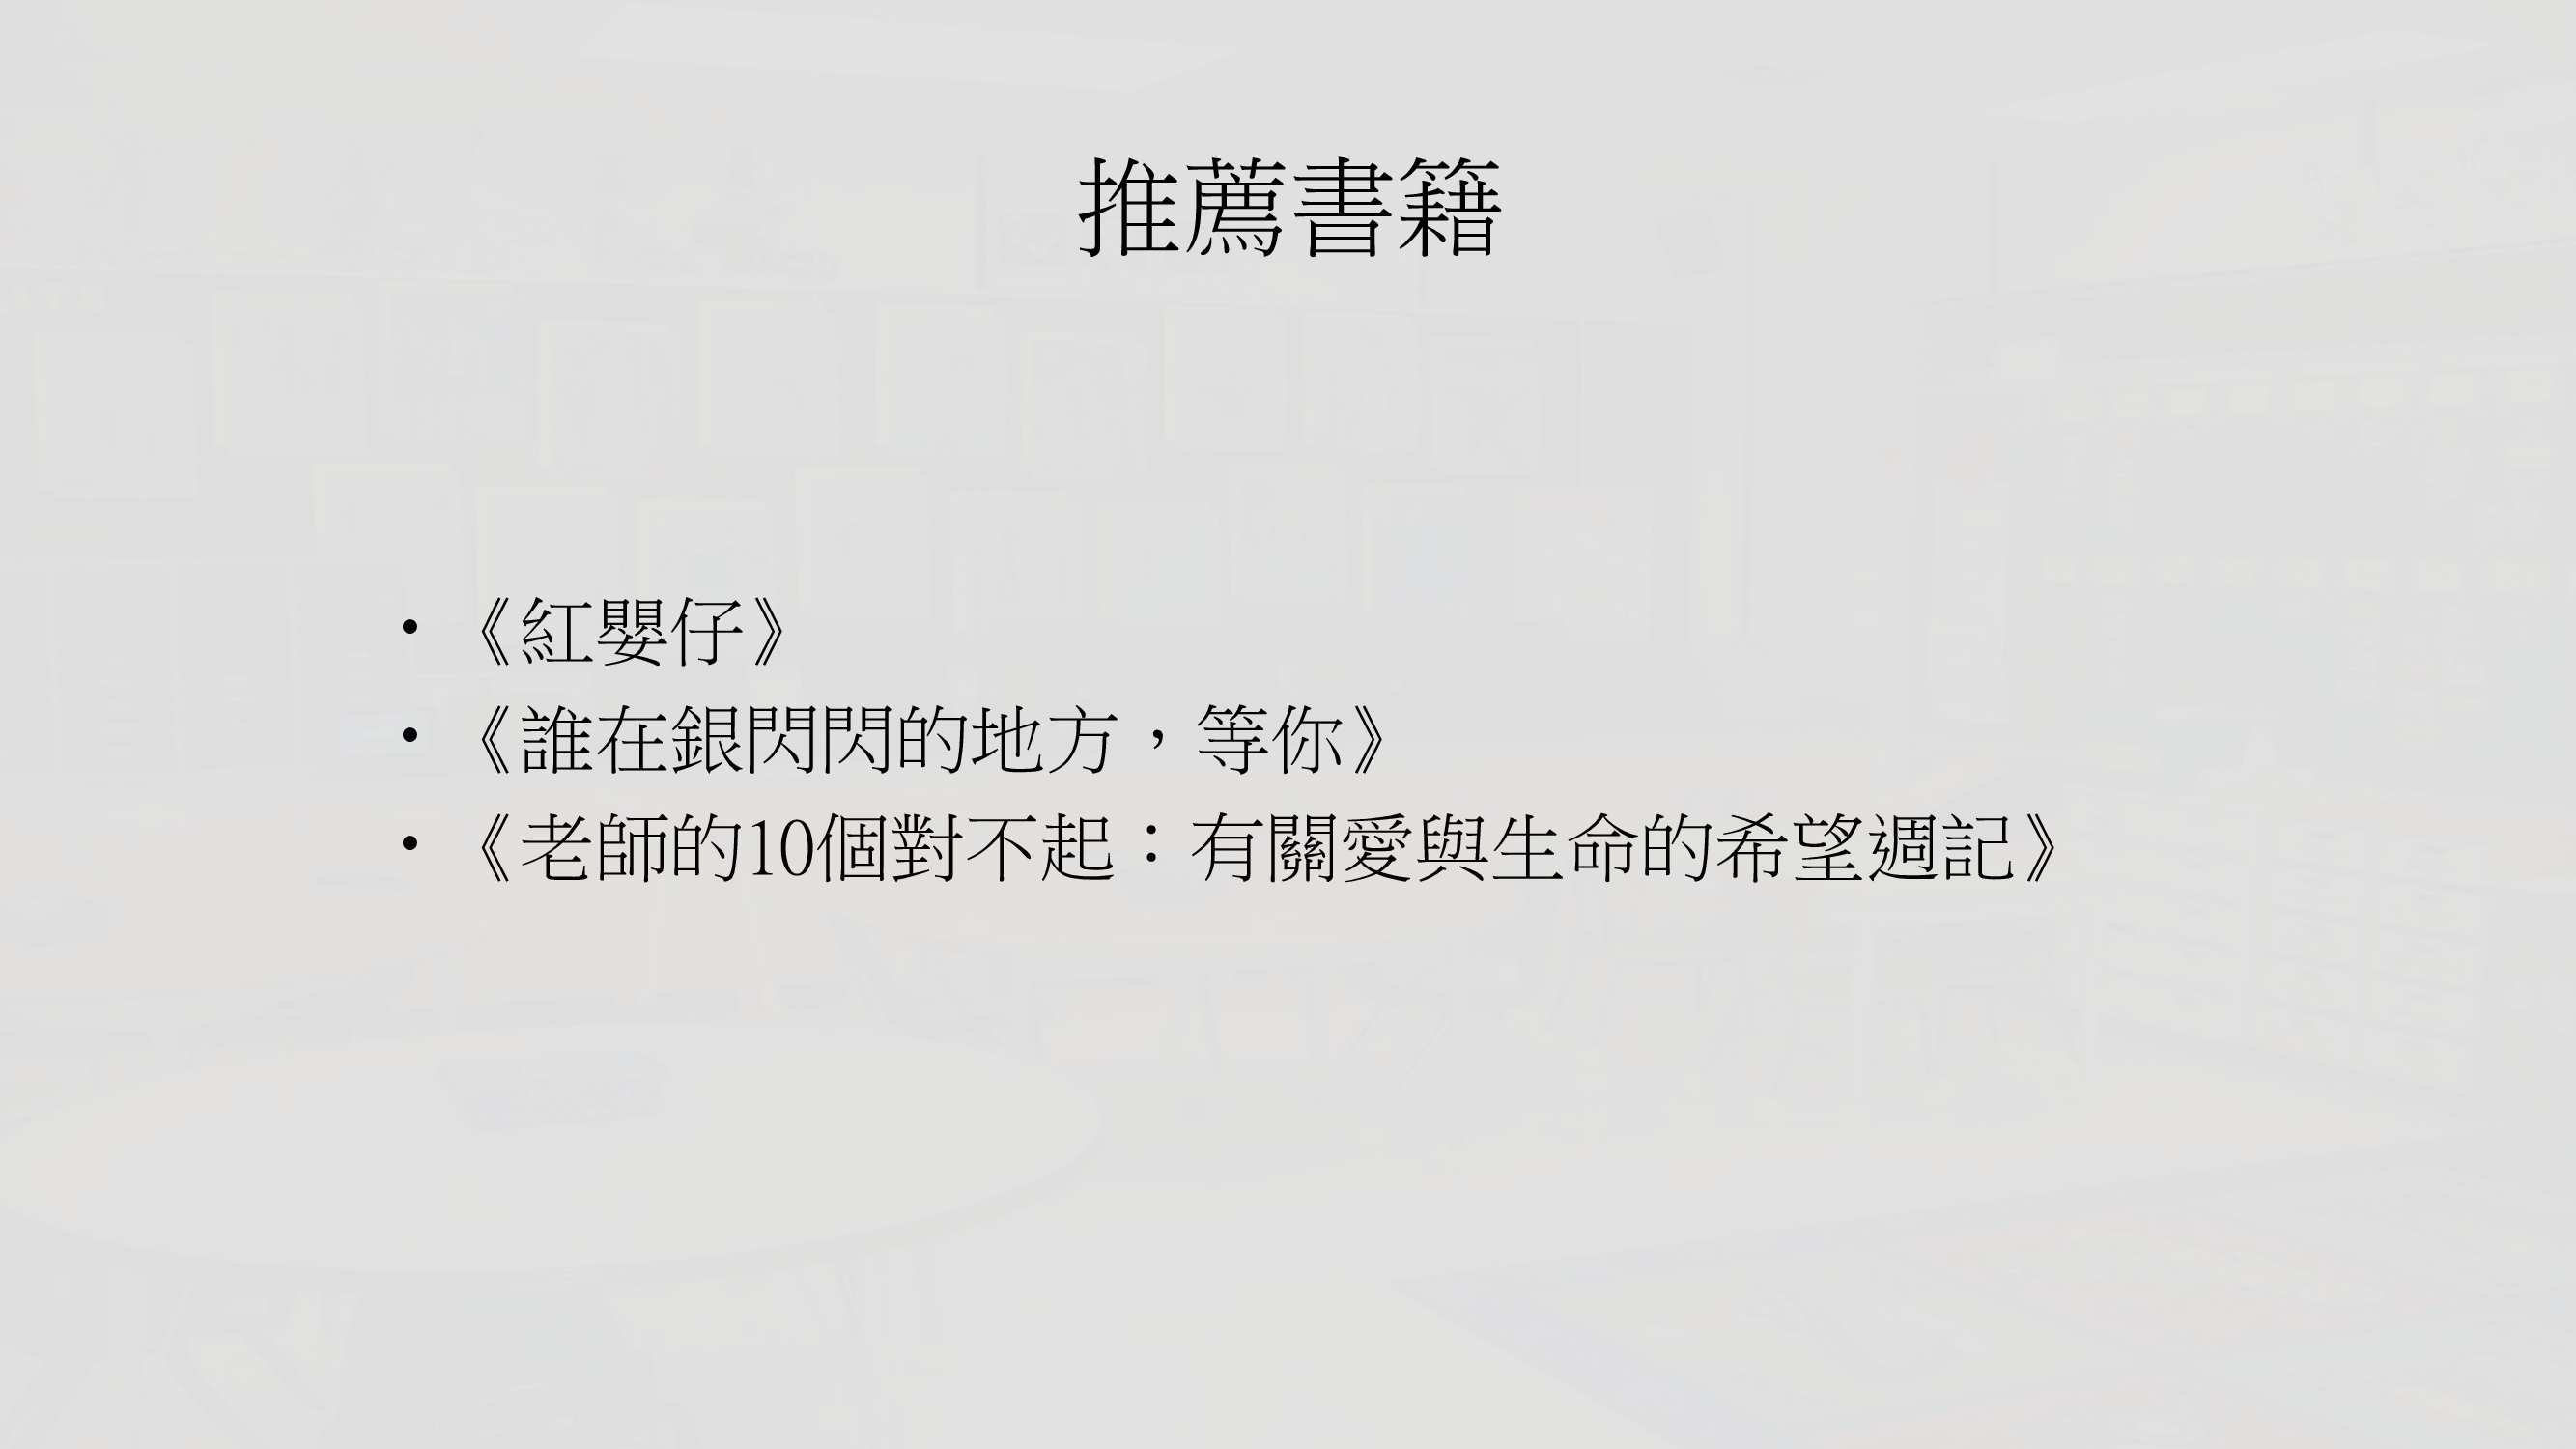 推薦書籍
• 《紅嬰仔》
• 《誰在銀閃閃的地方，等你》
• 《老師的10個對不起：有關愛與生命的希望週記》